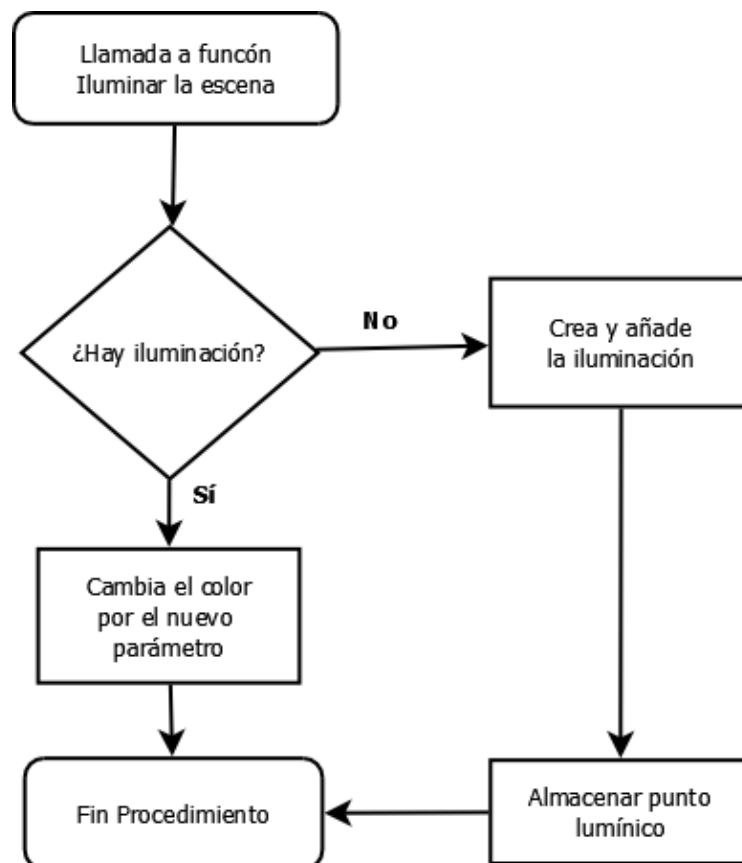 Llamada a funcón
Iluminar la escena
¿Hay iluminación?
No
Crea y añade
la iluminación
Sí
Cambia el color
por el nuevo
parámetro
Fin Procedimiento
Almacenar punto
lumínico